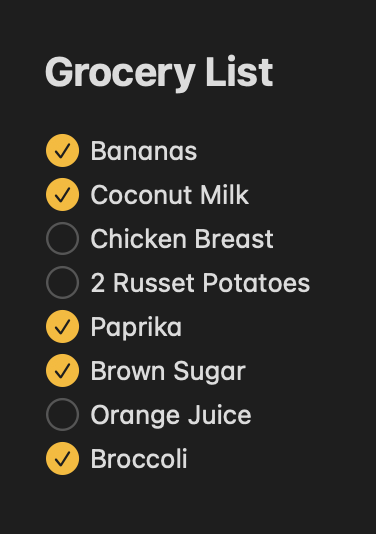 Grocery List
Bananas
Coconut Milk
Chicken Breast
2 Russet Potatoes
Paprika
Brown Sugar
Orange Juice
Broccoli